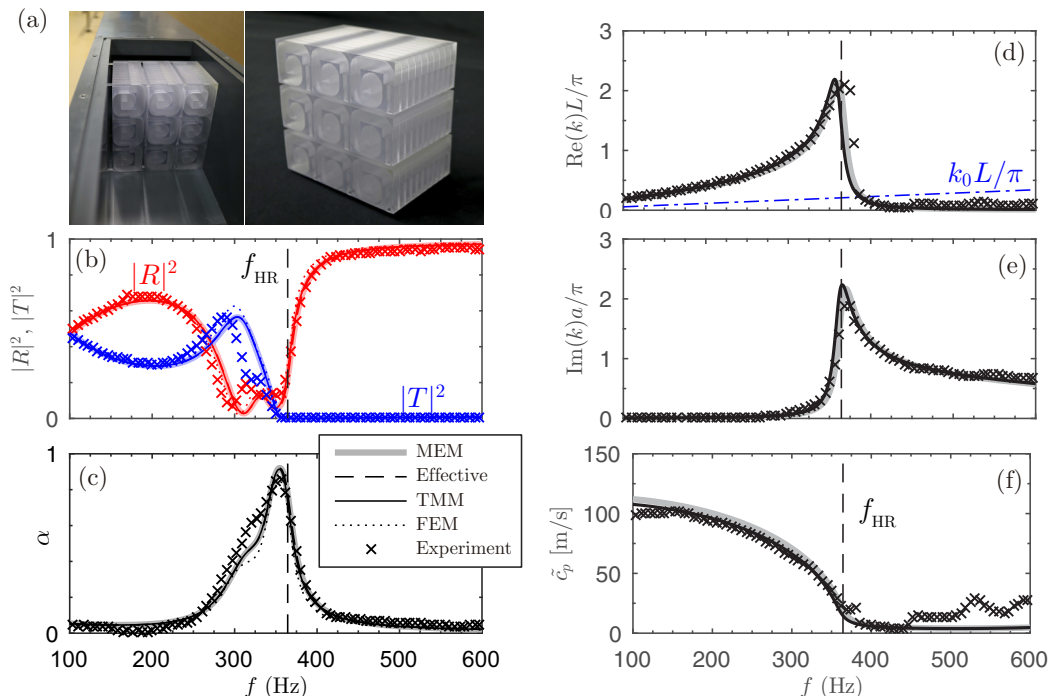 (a)
(b)
|R|², |T|²
1
0
|R|²
f_HR
|T|²
(c)
α
1
0
100 200 300 400 500 600
f (Hz)
MEM
Effective
TMM
FEM
Experiment
(d)
Re(k)L/π
3
2
1
0
k₀L/π
(e)
Im(k)a/π
3
2
1
0
(f)
c̃_p [m/s]
150
100
50
0
f_HR
100 200 300 400 500 600
f (Hz)